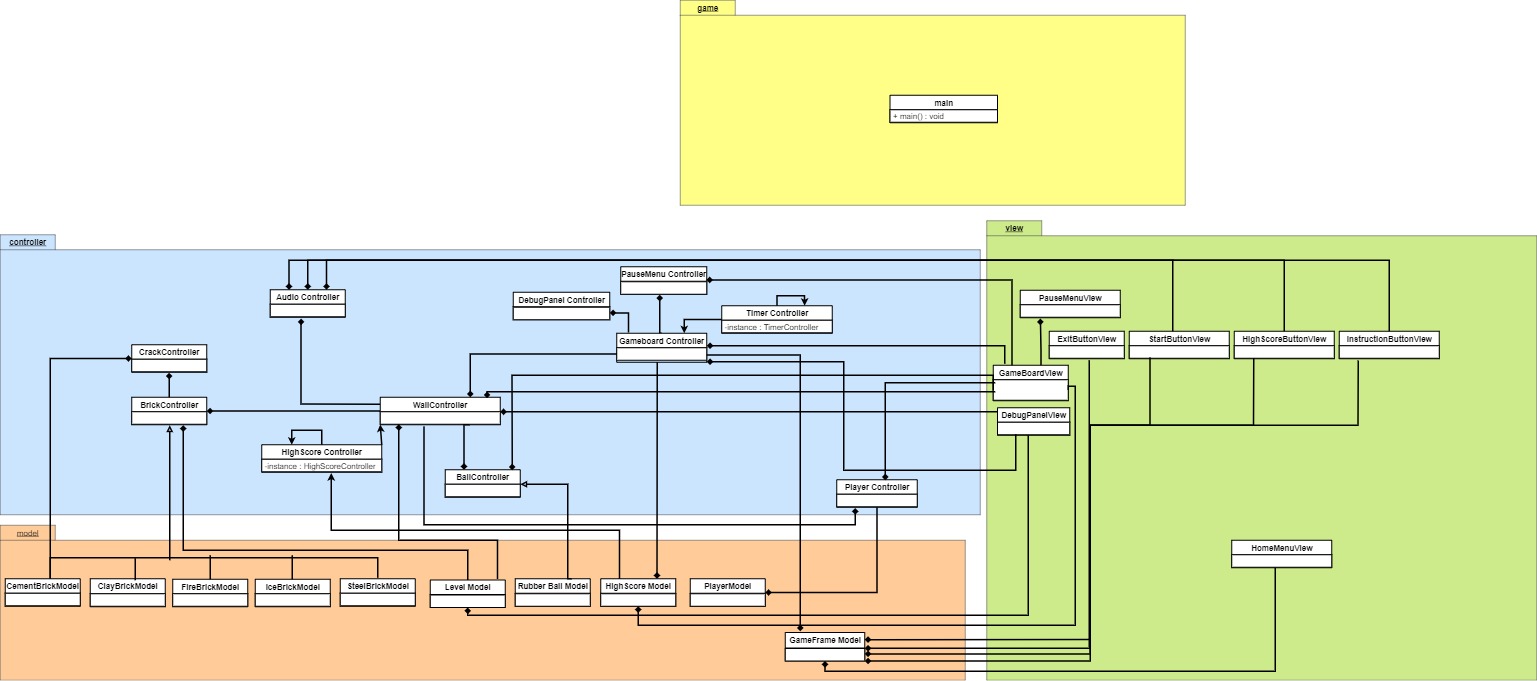 game
main
+ main() : void
controller
view
Audio Controller
PauseMenu Controller
DebugPanel Controller
Timer Controller
-instance : TimerController
Gameboard Controller
CrackController
BrickController
WallController
HighScore Controller
-instance : HighScoreController
BallController
Player Controller
PauseMenuView
ExitButtonView
StartButtonView
HighScoreButtonView
InstructionButtonView
GameBoardView
DebugPanelView
HomeMenuView
model
CementBrickModel
ClayBrickModel
FireBrickModel
IceBrickModel
SteelBrickModel
Level Model
Rubber Ball Model
HighScore Model
PlayerModel
GameFrame Model